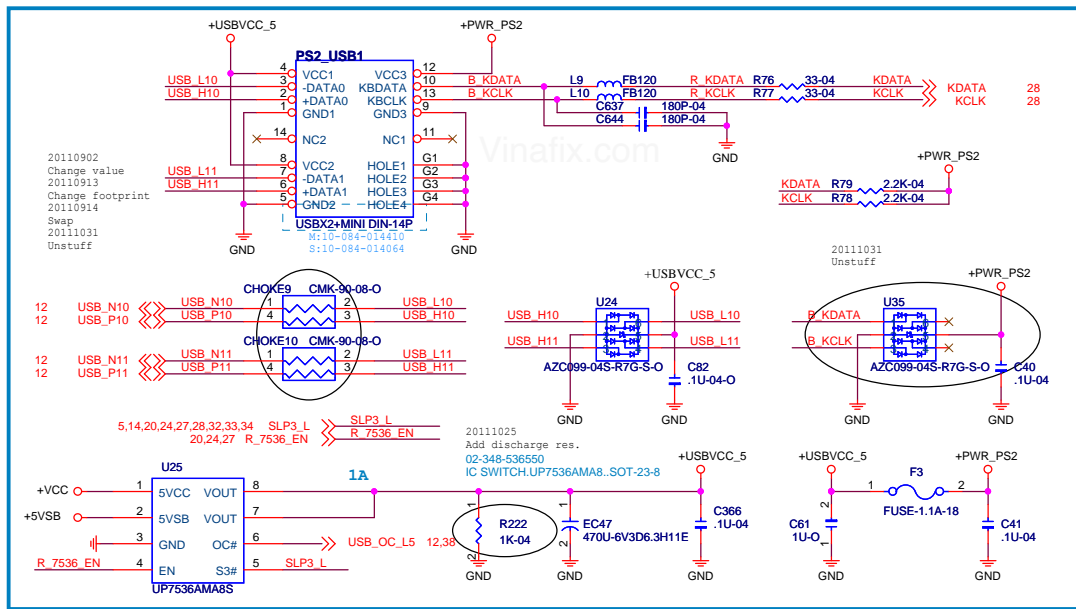 +USBVCC_5
+PWR_PS2
PS2_USB1
USB_L10 4 VCC1 VCC3 12
3 -DATA0 KBDATA 10 B_KDATA L9 FB120 R_KDATA R76 33-04 KDATA KDATA 28
USB_H10 2 +DATA0 KBCLK 13 B_KCLK L10 FB120 R_KCLK R77 33-04 KCLK KCLK 28
1 GND1 GND3 9 C637 180P-04
C644 180P-04
14 NC2 NC1 11
GND
Vinafix.com
20110902
Change value
20110913
Change footprint
20110914
Swap
20111031
Unstuff
8 VCC2 HOLE1 G1
USB_L11 7 -DATA1 HOLE2 G2
USB_H11 6 +DATA1 HOLE3 G3
5 GND2 HOLE4 G4
USBX2+MINI DIN-14P
M:10-084-014410
S:10-084-014064
GND
GND
+PWR_PS2
KDATA R79 2.2K-04
KCLK R78 2.2K-04
GND
20111031
Unstuff
CHOKE9 CMK-90-08-O
12 USB_N10 USB_N10 1 2 USB_L10
12 USB_P10 USB_P10 4 3 USB_H10
CHOKE10 CMK-90-08-O
12 USB_N11 USB_N11 1 2 USB_L11
12 USB_P11 USB_P11 4 3 USB_H11
+USBVCC_5
U24
USB_H10 USB_L10
USB_H11 USB_L11
AZC099-04S-R7G-S-O
C82
.1U-04-O
GND
GND
+PWR_PS2
U35
B_KDATA
B_KCLK
AZC099-04S-R7G-S-O
C40
.1U-04
GND
GND
5,14,20,24,27,28,32,33,34 SLP3_L SLP3_L
20,24,27 R_7536_EN R_7536_EN
20111025
Add discharge res.
02-348-536550
IC SWITCH.UP7536AMA8..SOT-23-8
U25
1A
+VCC 1 5VCC VOUT 8
+5VSB 2 5VSB VOUT 7
3 GND OC# 6 USB_OC_L5 12,38
R_7536_EN 4 EN S3# 5 SLP3_L
UP7536AMA8S
1
R222
1K-04
2
GND
1
EC47
470U-6V3D6.3H11E
2
GND
+USBVCC_5
C366
.1U-04
GND
+USBVCC_5
F3
1 2
FUSE-1.1A-18
+PWR_PS2
2
C61
1U-O
1
GND
C41
.1U-04
GND